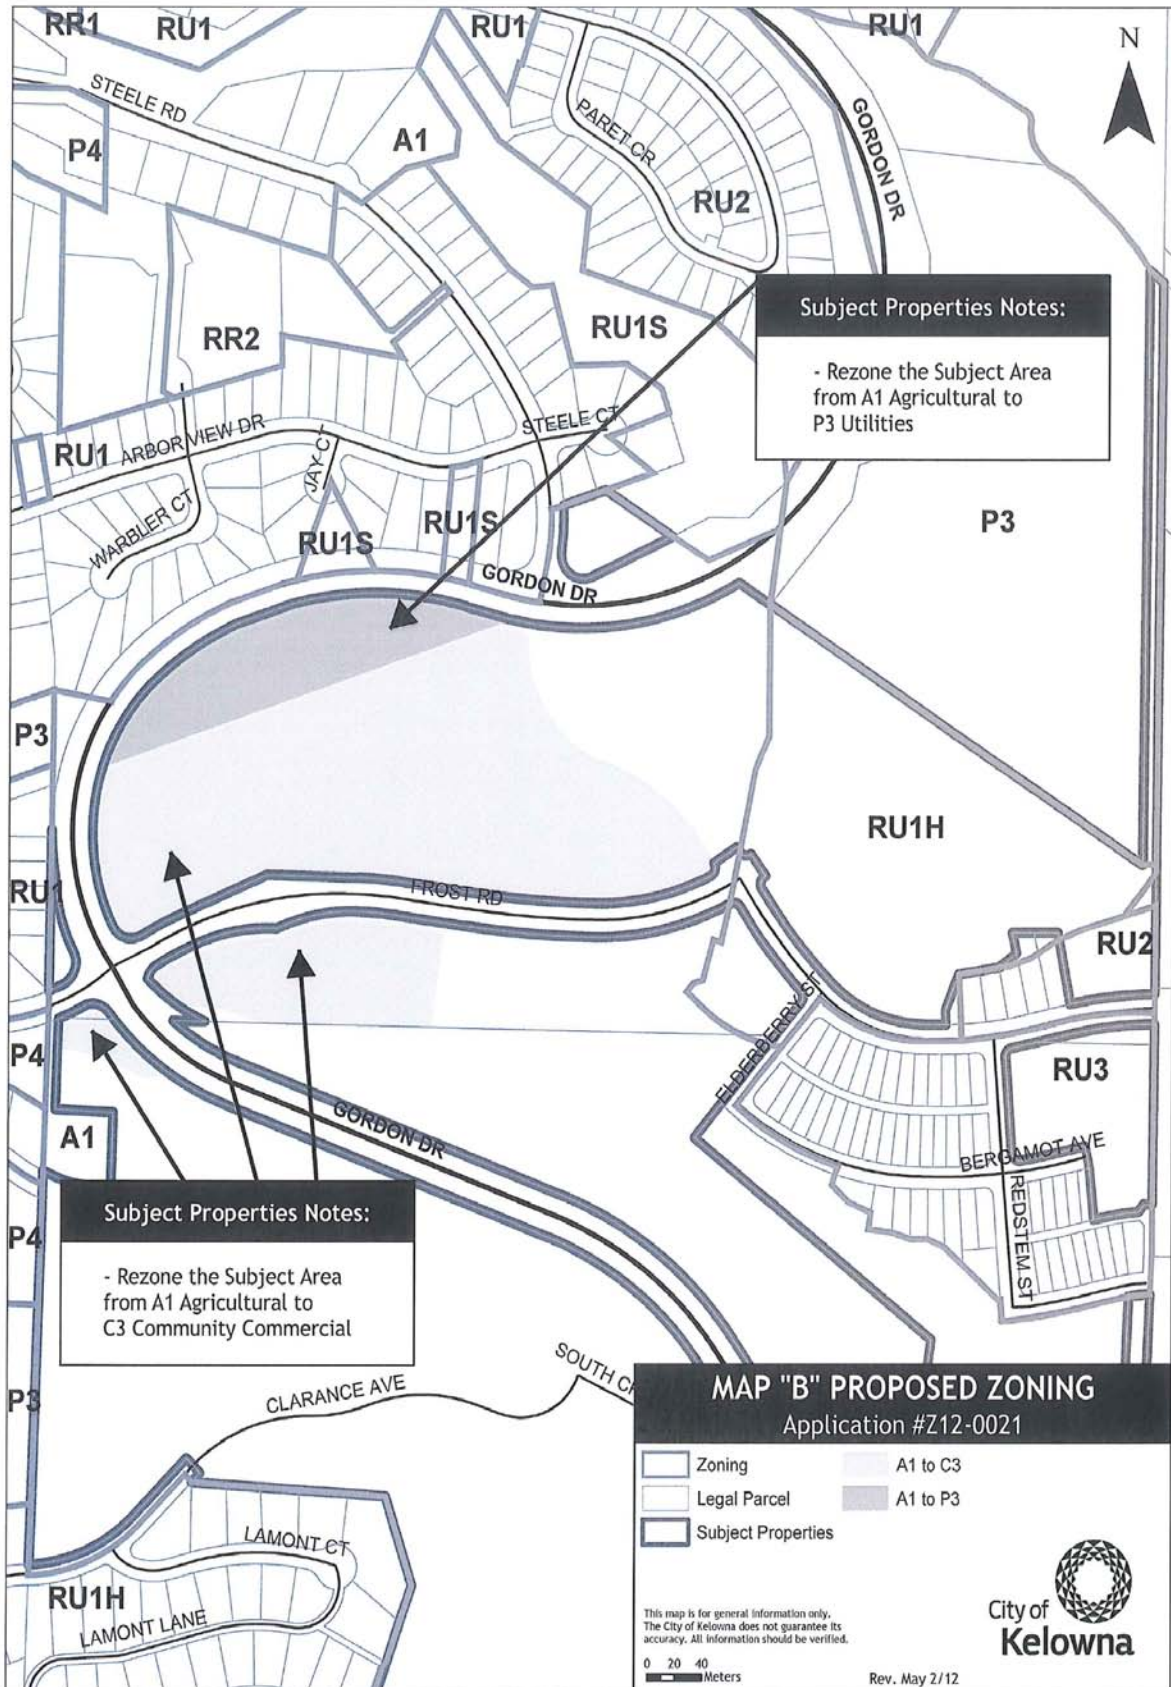 RR1
RU1
RU1
RU1
N
STEELE RD
PARET CR
GORDON DR
P4
A1
RU2
Subject Properties Notes:
- Rezone the Subject Area
from A1 Agricultural to
P3 Utilities
RU1S
RR2
STEELE CT
RU1
ARBOR VIEW DR
JAY CT
WARBLER CT
RU1S
RU1S
P3
GORDON DR
P3
RU1H
RU1
FROST RD
RU2
ELDERBERRY ST
P4
RU3
A1
GORDON DR
BERGAMOT AVE
REDSTEM ST
Subject Properties Notes:
- Rezone the Subject Area
from A1 Agricultural to
C3 Community Commercial
P4
SOUTH
CLARANCE AVE
P3
MAP "B" PROPOSED ZONING
Application #Z12-0021
Zoning
A1 to C3
Legal Parcel
A1 to P3
Subject Properties
LAMONT CT
RU1H
LAMONT LANE
This map is for general information only.
The City of Kelowna does not guarantee its
accuracy. All information should be verified.
0 20 40
Meters
City of
Kelowna
Rev. May 2/12